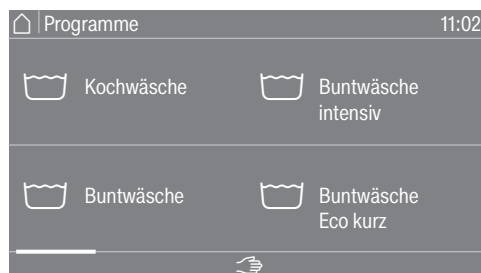 Programme 11:02
Kochwäsche
Buntwäsche
intensiv
Buntwäsche
Buntwäsche
Eco kurz